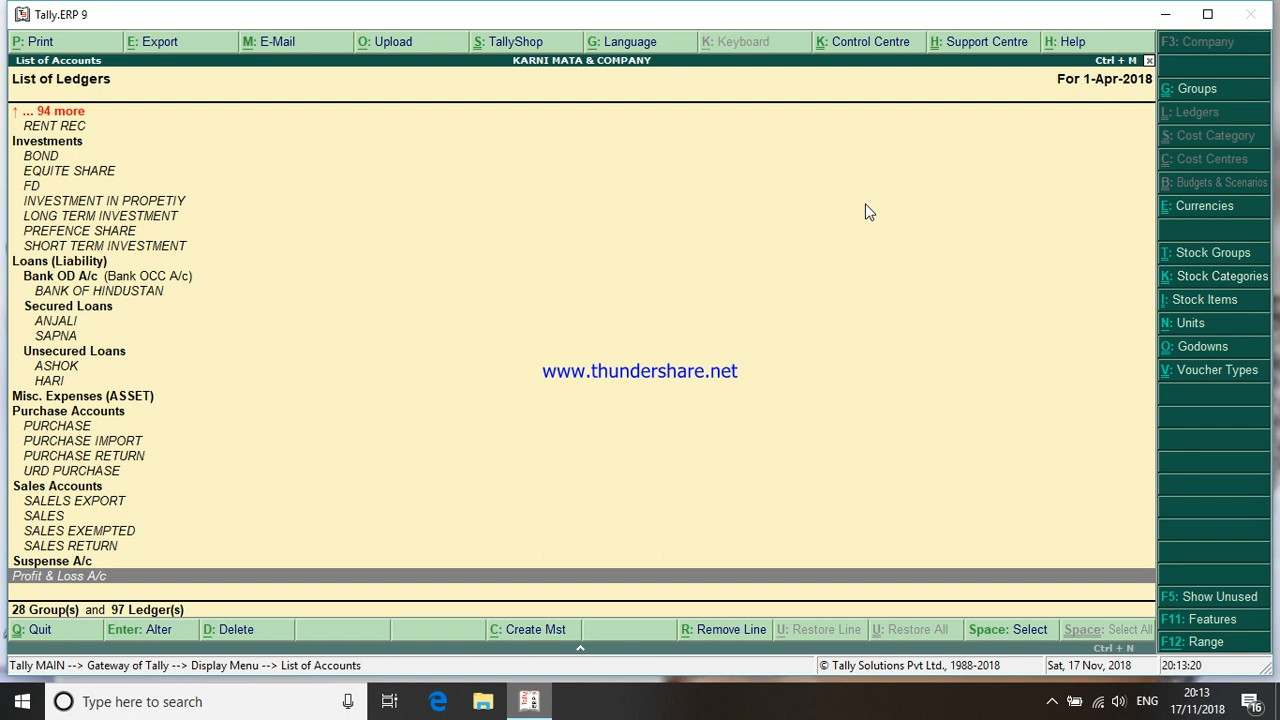 Tally.ERP 9
P: Print E: Export M: E-Mail O: Upload S: TallyShop G: Language K: Keyboard K: Control Centre H: Support Centre H: Help F3: Company
List of Accounts KARNI MATA & COMPANY Ctrl + M
List of Ledgers For 1-Apr-2018
↑ ... 94 more
RENT REC
Investments
BOND
EQUITE SHARE
FD
INVESTMENT IN PROPETIY
LONG TERM INVESTMENT
PREFENCE SHARE
SHORT TERM INVESTMENT
Loans (Liability)
Bank OD A/c (Bank OCC A/c)
BANK OF HINDUSTAN
Secured Loans
ANJALI
SAPNA
Unsecured Loans
ASHOK
HARI
Misc. Expenses (ASSET)
Purchase Accounts
PURCHASE
PURCHASE IMPORT
PURCHASE RETURN
URD PURCHASE
Sales Accounts
SALELS EXPORT
SALES
SALES EXEMPTED
SALES RETURN
Suspense A/c
Profit & Loss A/c
28 Group(s) and 97 Ledger(s)
www.thundershare.net
G: Groups
L: Ledgers
S: Cost Category
C: Cost Centres
B: Budgets & Scenarios
E: Currencies
T: Stock Groups
K: Stock Categories
I: Stock Items
N: Units
O: Godowns
V: Voucher Types
F5: Show Unused
F11: Features
F12: Range
Q: Quit Enter: Alter D: Delete C: Create Mst R: Remove Line U: Restore Line U: Restore All Space: Select Space: Select All
Ctrl + N
Tally MAIN --> Gateway of Tally --> Display Menu --> List of Accounts © Tally Solutions Pvt Ltd., 1988-2018 Sat, 17 Nov, 2018 20:13:20
Type here to search ENG 20:13
17/11/2018 16